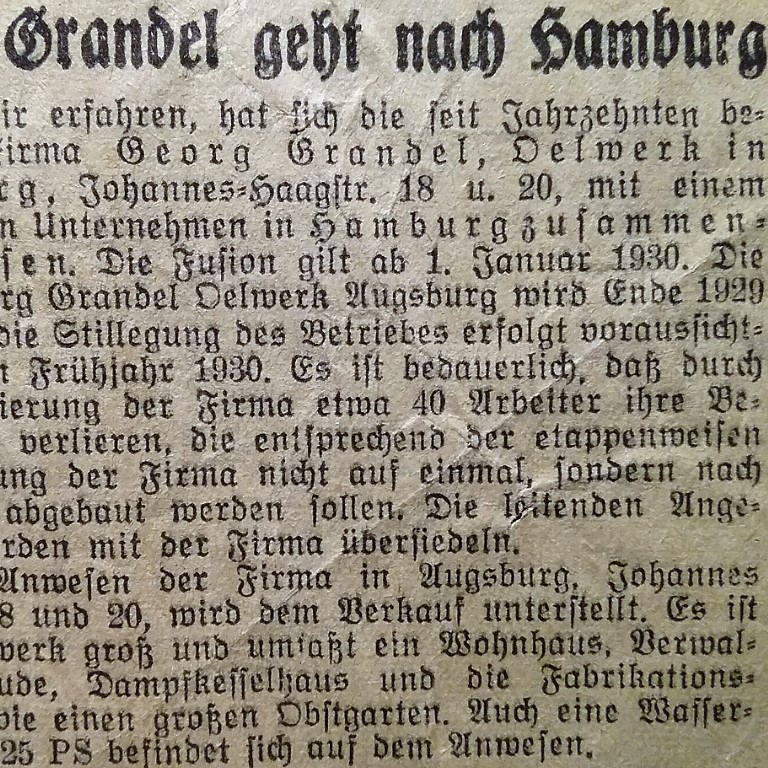 Grandel geht nach Hamburg
ir erfahren, hat sich die seit Jahrzehnten be-
irma Georg Grandel, Oelwerk in
rg, Johannes-Haagstr. 18 u. 20, mit einem
n Unternehmen in Hamburg zusammen-
sen. Die Fusion gilt ab 1. Januar 1930. Die
rg Grandel Oelwerk Augsburg wird Ende 1929
die Stillegung des Betriebes erfolgt voraussicht-
n Frühjahr 1930. Es ist bedauerlich, daß durch
ierung der Firma etwa 40 Arbeiter ihre Be-
verlieren, die entsprechend der etappenweisen
ung der Firma nicht auf einmal, sondern nach
abgebaut werden sollen. Die leitenden Ange-
rden mit der Firma übersiedeln.
Anwesen der Firma in Augsburg, Johannes
8 und 20, wird dem Verkauf unterstellt. Es ist
werk groß und umfaßt ein Wohnhaus, Verwal-
ude, Dampfkesselhaus und die Fabrikations-
wie einen großen Obstgarten. Auch eine Wasser-
25 PS befindet sich auf dem Anwesen.